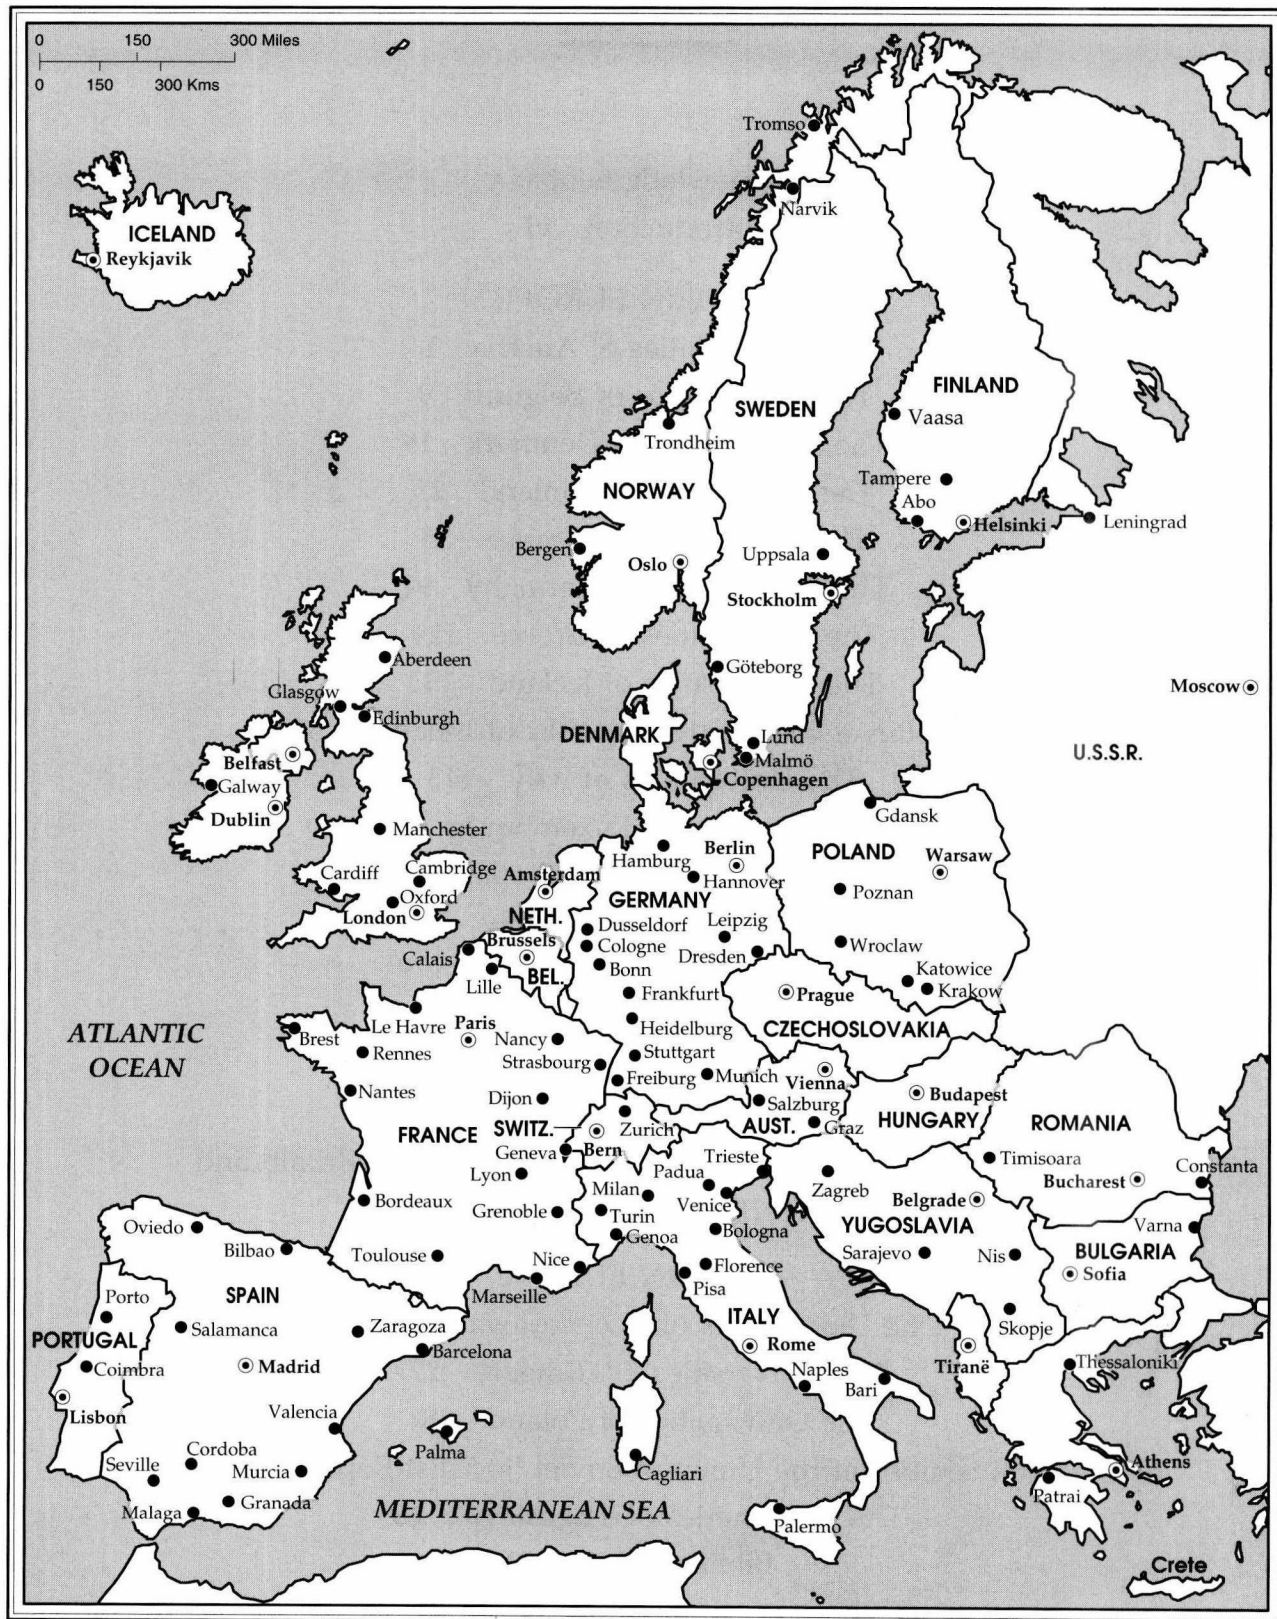 0 150 300 Miles
0 150 300 Kms
Tromso
Narvik
ICELAND
Reykjavik
FINLAND
SWEDEN
Vaasa
Trondheim
Tampere
NORWAY
Abo
Helsinki
Leningrad
Bergen
Uppsala
Oslo
Stockholm
Aberdeen
Göteborg
Moscow
Glasgow
Edinburgh
DENMARK
Lund
Malmö
Copenhagen
U.S.S.R.
Belfast
Galway
Dublin
Gdansk
Manchester
Hamburg
Berlin
POLAND
Warsaw
Cardiff
Cambridge
Amsterdam
Hannover
Poznan
Oxford
GERMANY
London
NETH.
Dusseldorf
Leipzig
Brussels
Cologne
Wroclaw
Calais
Dresden
Bonn
BEL.
Katowice
Lille
Krakow
Frankfurt
Prague
Le Havre
Paris
Heidelburg
CZECHOSLOVAKIA
ATLANTIC
OCEAN
Brest
Nancy
Rennes
Stuttgart
Strasbourg
Munich
Vienna
Freiburg
Nantes
Budapest
Dijon
Salzburg
HUNGARY
ROMANIA
FRANCE
SWITZ.
Zurich
AUST.
Graz
Geneva
Bern
Trieste
Timisoara
Constanta
Lyon
Padua
Zagreb
Bucharest
Milan
Bordeaux
Venice
Belgrade
Grenoble
Turin
Oviedo
YUGOSLAVIA
Varna
Bologna
Genoa
Bilbao
Toulouse
Sarajevo
Nis
BULGARIA
Nice
Florence
Sofia
Pisa
Marseille
SPAIN
Porto
ITALY
Skopje
Salamanca
Zaragoza
PORTUGAL
Rome
Barcelona
Coimbra
Madrid
Tiranë
Thessaloniki
Naples
Bari
Lisbon
Valencia
Cordoba
Palma
Seville
Murcia
Athens
Cagliari
Granada
Patrai
Malaga
MEDITERRANEAN SEA
Palermo
Crete